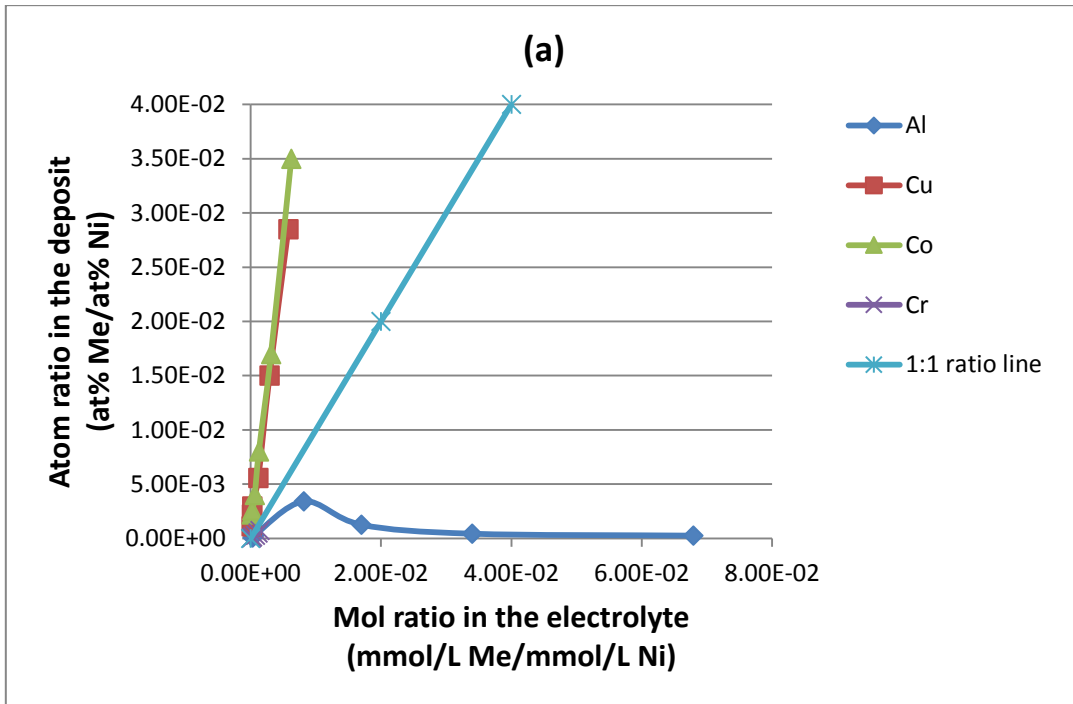 (a)
Atom ratio in the deposit
(at% Me/at% Ni)
4.00E-02
3.50E-02
3.00E-02
2.50E-02
2.00E-02
1.50E-02
1.00E-02
5.00E-03
0.00E+00
0.00E+00 2.00E-02 4.00E-02 6.00E-02 8.00E-02
Mol ratio in the electrolyte
(mmol/L Me/mmol/L Ni)
Al
Cu
Co
Cr
1:1 ratio line